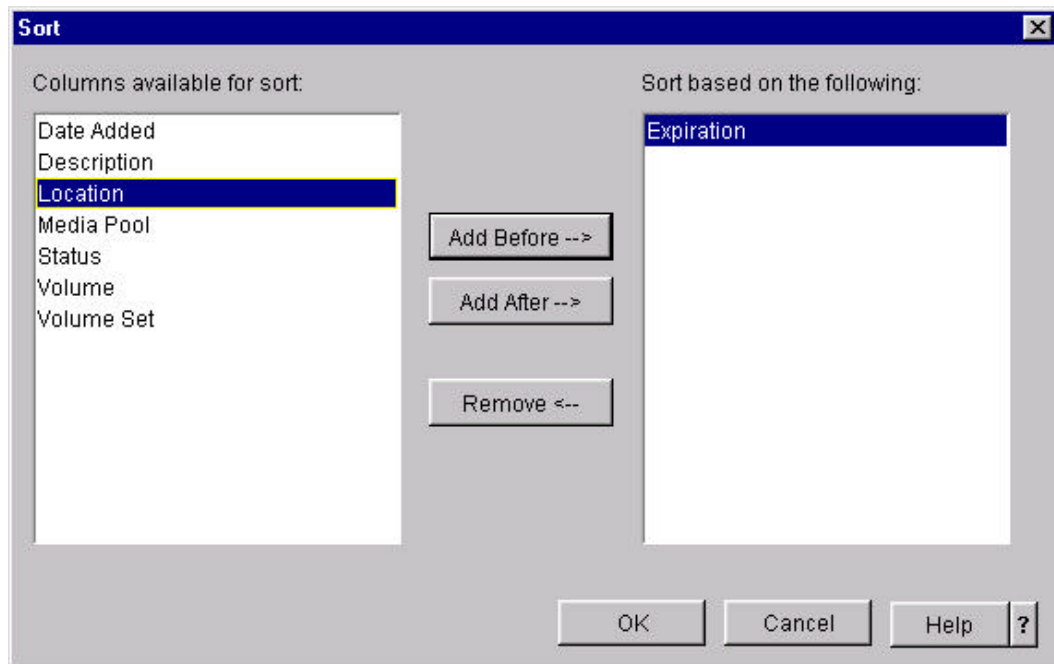 Sort
Columns available for sort:
Date Added
Description
Location
Media Pool
Status
Volume
Volume Set
Add Before -->
Add After -->
Remove <--
Sort based on the following:
Expiration
OK
Cancel
Help
?